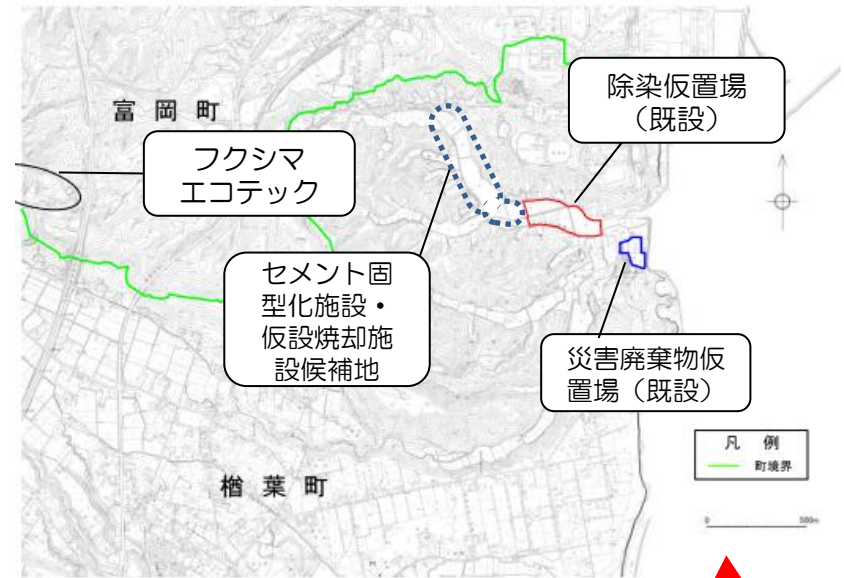 富岡町
除染仮置場
（既設）
フクシマ
エコテック
セメント固
型化施設・
仮設焼却施
設候補地
災害廃棄物仮
置場（既設）
凡例
町境界
楢葉町
0
500m